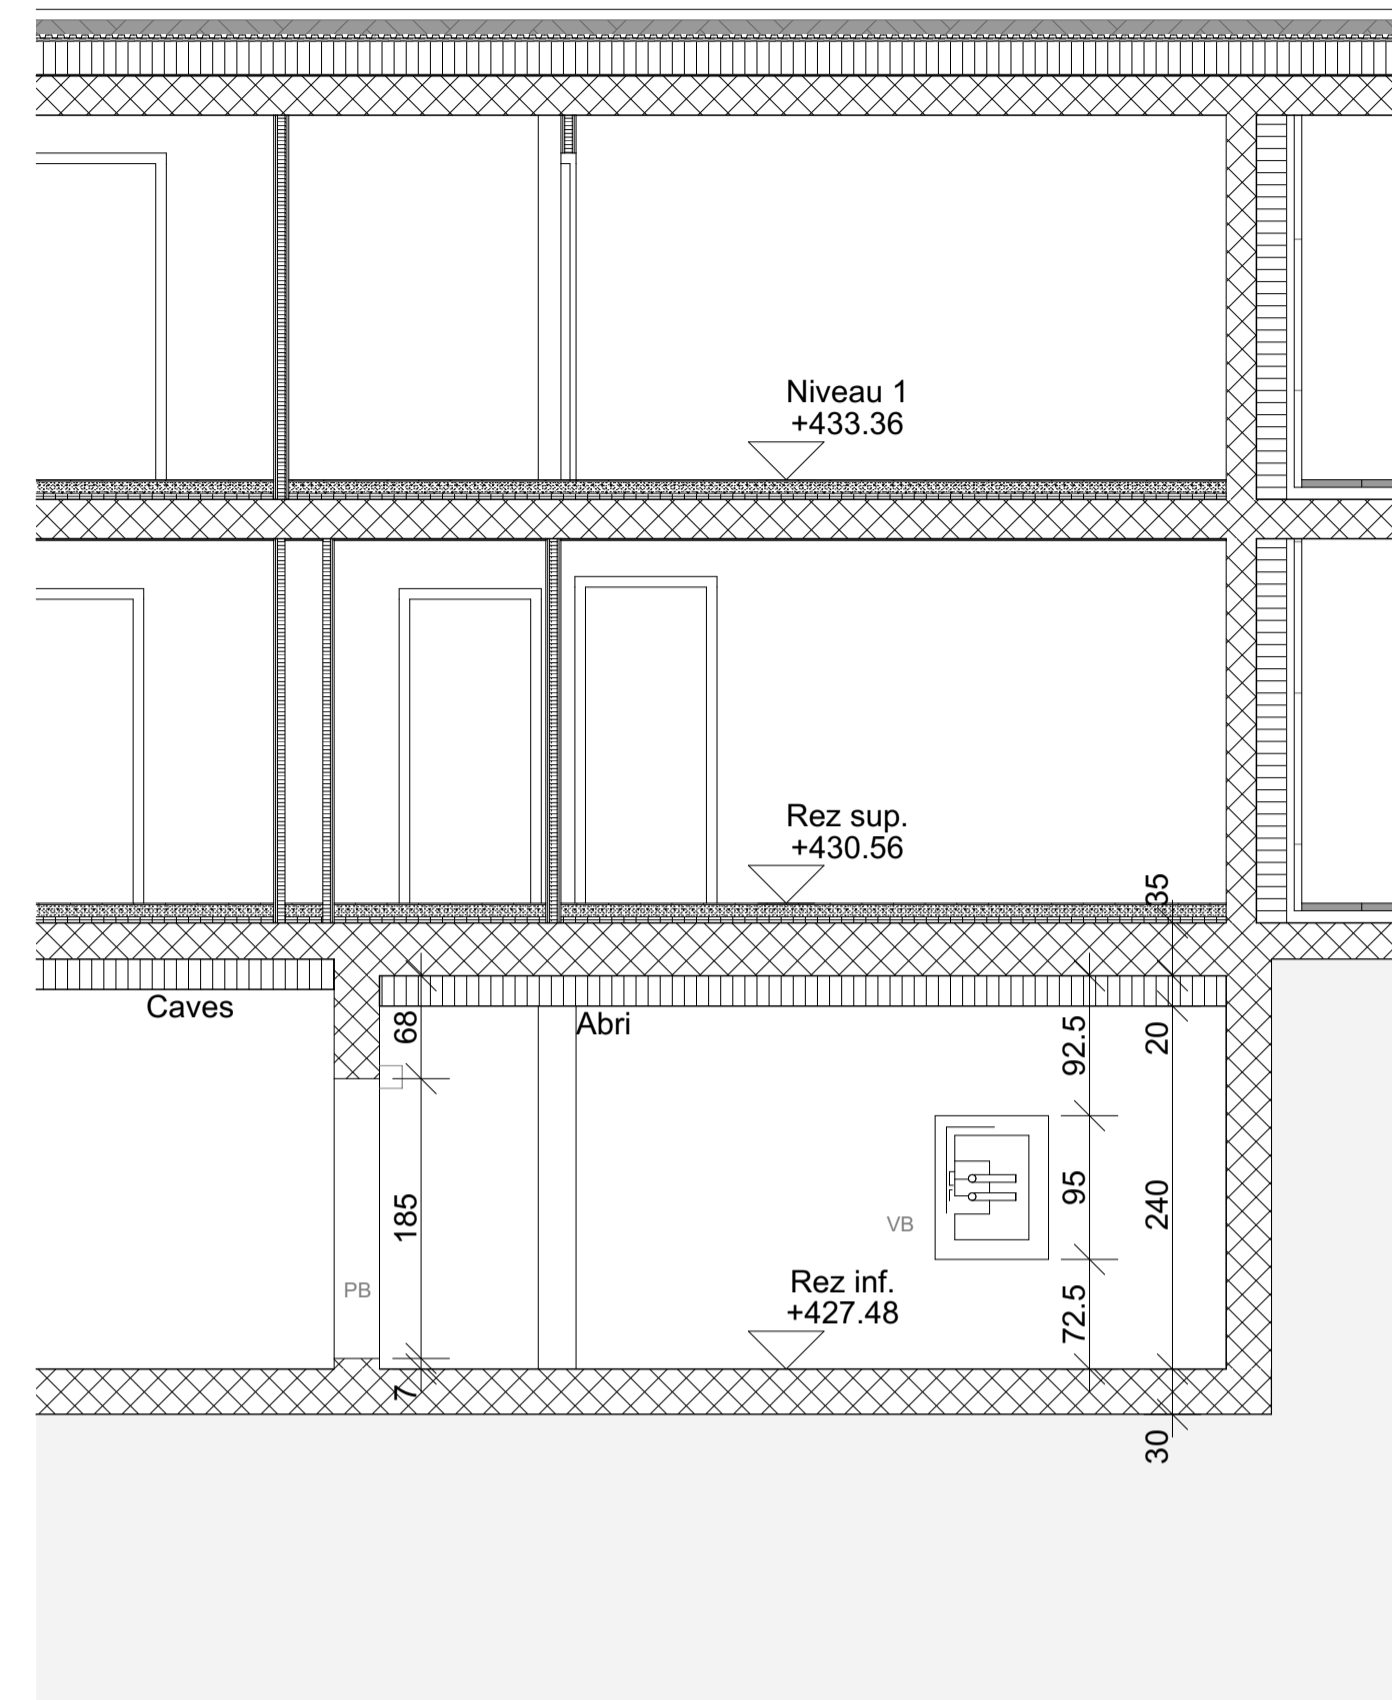 Niveau 1
+433.36
Rez sup.
+430.56
35
Caves
Abri
68
92.5
20
185
95
240
VB
PB
Rez inf.
+427.48
72.5
7
30